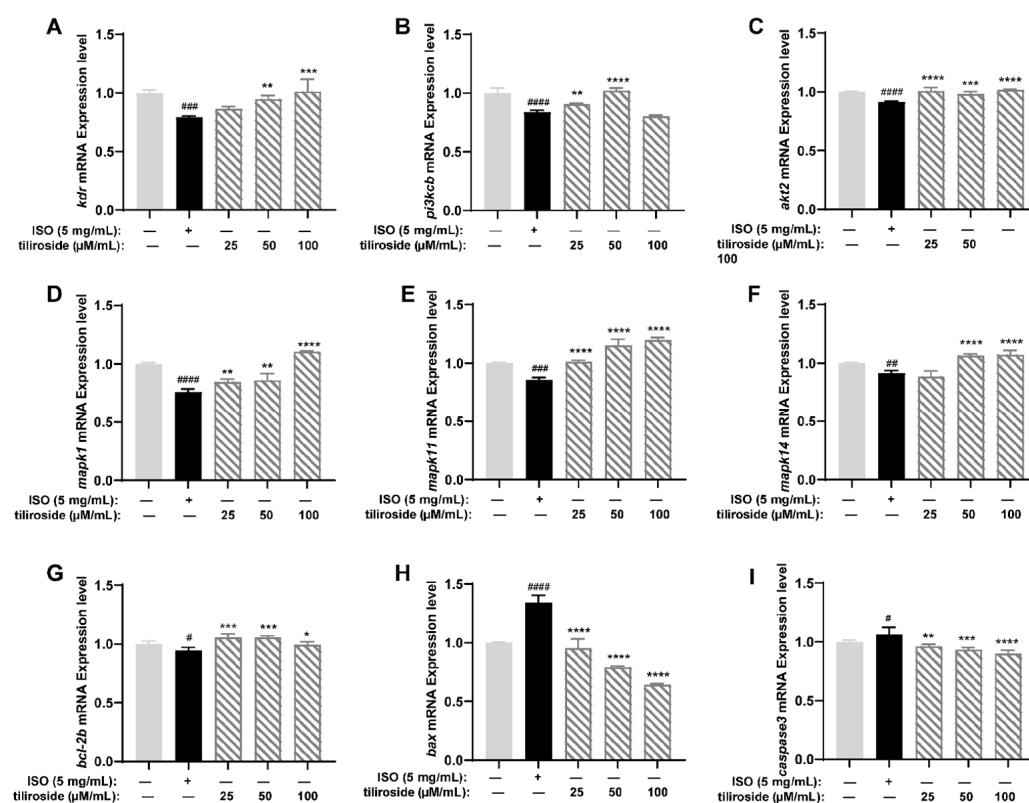 A
kdr mRNA Expression level
1.5
1.0
0.5
0.0
###
**
***
ISO (5 mg/mL): — + — — —
tiliroside (µM/mL): — — 25 50 100
B
pi3kcb mRNA Expression level
1.5
1.0
0.5
0.0
####
**
****
ISO (5 mg/mL): — + — — —
tiliroside (µM/mL): — — 25 50 100
C
akt2 mRNA Expression level
1.5
1.0
0.5
0.0
####
****
***
****
ISO (5 mg/mL): — + — — —
tiliroside (µM/mL): — — 25 50
100
D
mapk1 mRNA Expression level
1.5
1.0
0.5
0.0
####
**
**
****
ISO (5 mg/mL): — + — — —
tiliroside (µM/mL): — — 25 50 100
E
mapk11 mRNA Expression level
1.5
1.0
0.5
0.0
###
****
****
****
ISO (5 mg/mL): — + — — —
tiliroside (µM/mL): — — 25 50 100
F
mapk14 mRNA Expression level
1.5
1.0
0.5
0.0
##
****
****
ISO (5 mg/mL): — + — — —
tiliroside (µM/mL): — — 25 50 100
G
bcl-2b mRNA Expression level
1.5
1.0
0.5
0.0
#
***
***
*
ISO (5 mg/mL): — + — — —
tiliroside (µM/mL): — — 25 50 100
H
bax mRNA Expression level
1.5
1.0
0.5
0.0
####
****
****
****
ISO (5 mg/mL): — + — — —
tiliroside (µM/mL): — — 25 50 100
I
caspase3 mRNA Expression level
1.5
1.0
0.5
0.0
#
**
***
****
ISO (5 mg/mL): — + — — —
tiliroside (µM/mL): — — 25 50 100